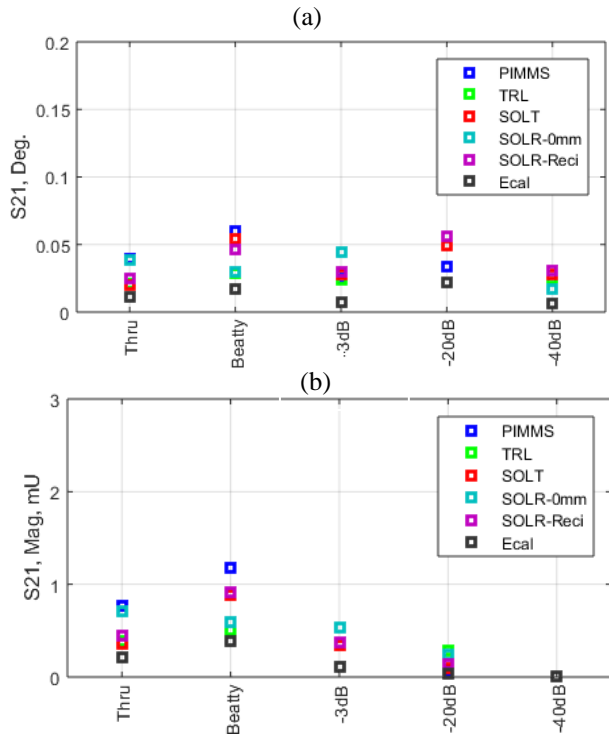 (a)
0.2
0.15
0.1
0.05
0
S21, Deg.
PIMMS
TRL
SOLT
SOLR-0mm
SOLR-Reci
Ecal
Thru
Beatty
-3dB
-20dB
-40dB
(b)
3
2
1
0
S21, Mag, mU
PIMMS
TRL
SOLT
SOLR-0mm
SOLR-Reci
Ecal
Thru
Beatty
-3dB
-20dB
-40dB